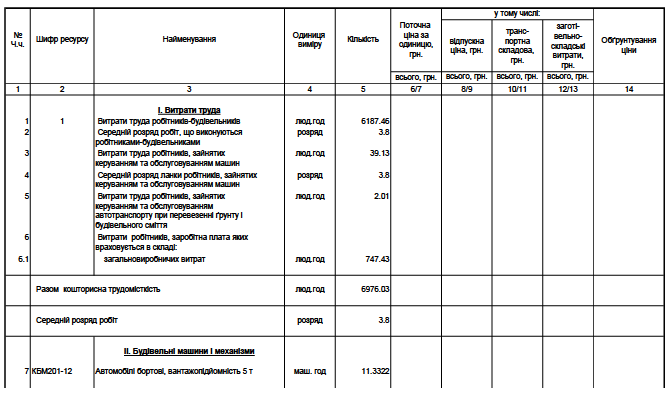 № Ч.ч.
Шифр ресурсу
Найменування
Одиниця виміру
Кількість
Поточна ціна за одиницю, грн.
у тому числі:
відпускна ціна, грн.
транс-портна складова, грн.
заготі-вельно-складські витрати, грн.
Обґрунтування ціни
всього, грн. всього, грн. всього, грн. всього, грн.
1 2 3 4 5 6/7 8/9 10/11 12/13 14
І. Витрати труда
1 1 Витрати труда робітників-будівельників люд.год 6187.46
2 Середній розряд робіт, що виконуються розряд 3.8
робітниками-будівельниками
3 Витрати труда робітників, зайнятих люд.год 39.13
керуванням та обслуговуванням машин
4 Середній розряд ланки робітників, зайнятих розряд 3.8
керуванням та обслуговуванням машин
5 Витрати труда робітників, зайнятих люд.год 2.01
керуванням та обслуговуванням
автотранспорту при перевезенні ґрунту і
будівельного сміття
6 Витрати робітників, заробітна плата яких
враховується в складі:
6.1 загальновиробничих витрат люд.год 747.43
Разом кошторисна трудомісткість люд.год 6976.03
Середній розряд робіт розряд 3.8
ІІ. Будівельні машини і механізми
7 КБМ201-12 Автомобілі бортові, вантажопідйомність 5 т маш. год 11.3322